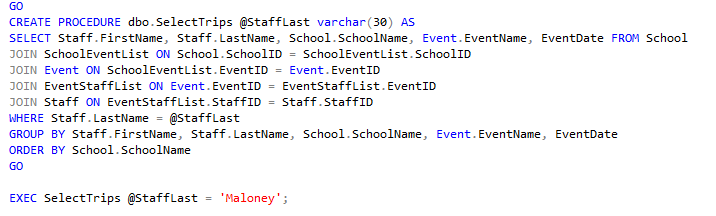 GO
CREATE PROCEDURE dbo.SelectTrips @StaffLast varchar(30) AS
SELECT Staff.FirstName, Staff.LastName, School.SchoolName, Event.EventName, EventDate FROM School
JOIN SchoolEventList ON School.SchoolID = SchoolEventList.SchoolID
JOIN Event ON SchoolEventList.EventID = Event.EventID
JOIN EventStaffList ON Event.EventID = EventStaffList.EventID
JOIN Staff ON EventStaffList.StaffID = Staff.StaffID
WHERE Staff.LastName = @StaffLast
GROUP BY Staff.FirstName, Staff.LastName, School.SchoolName, Event.EventName, EventDate
ORDER BY School.SchoolName
GO
EXEC SelectTrips @StaffLast = 'Maloney';